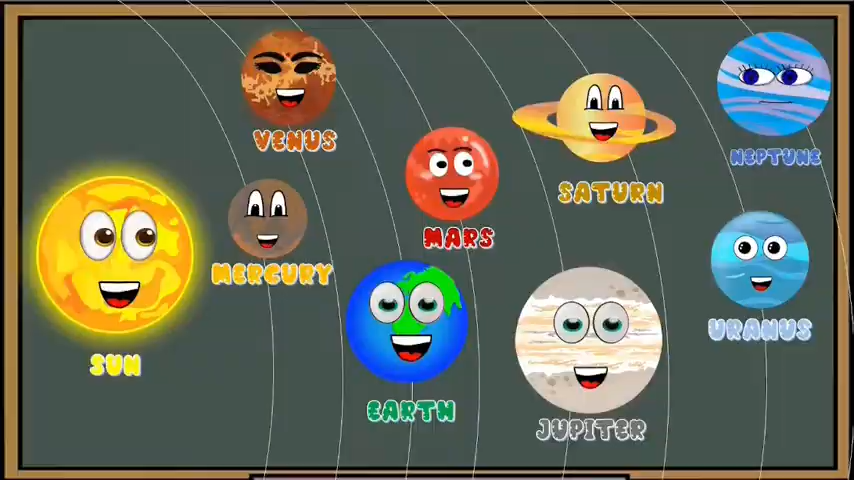 VENUS
NEPTUNE
SATURN
MARS
MERCURY
URANUS
SUN
EARTH
JUPITER